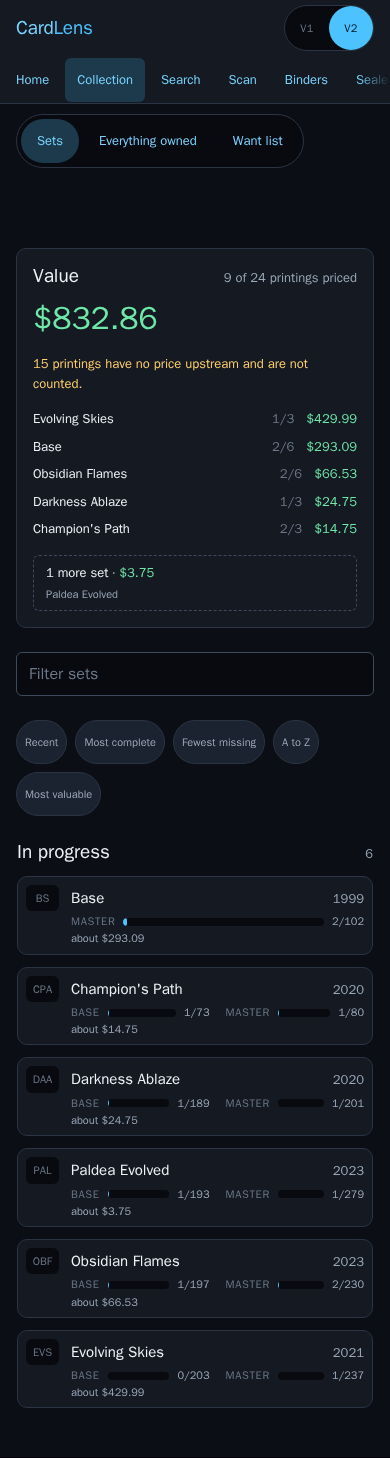 CardLens
V1
V2
Home
Collection
Search
Scan
Binders
Seale
Sets
Everything owned
Want list
Value
9 of 24 printings priced
$832.86
15 printings have no price upstream and are not
counted.
Evolving Skies 1/3 $429.99
Base 2/6 $293.09
Obsidian Flames 2/6 $66.53
Darkness Ablaze 1/3 $24.75
Champion's Path 2/3 $14.75
1 more set · $3.75
Paldea Evolved
Filter sets
Recent
Most complete
Fewest missing
A to Z
Most valuable
In progress 6
BS
Base 1999
MASTER 2/102
about $293.09
CPA
Champion's Path 2020
BASE 1/73 MASTER 1/80
about $14.75
DAA
Darkness Ablaze 2020
BASE 1/189 MASTER 1/201
about $24.75
PAL
Paldea Evolved 2023
BASE 1/193 MASTER 1/279
about $3.75
OBF
Obsidian Flames 2023
BASE 1/197 MASTER 2/230
about $66.53
EVS
Evolving Skies 2021
BASE 0/203 MASTER 1/237
about $429.99